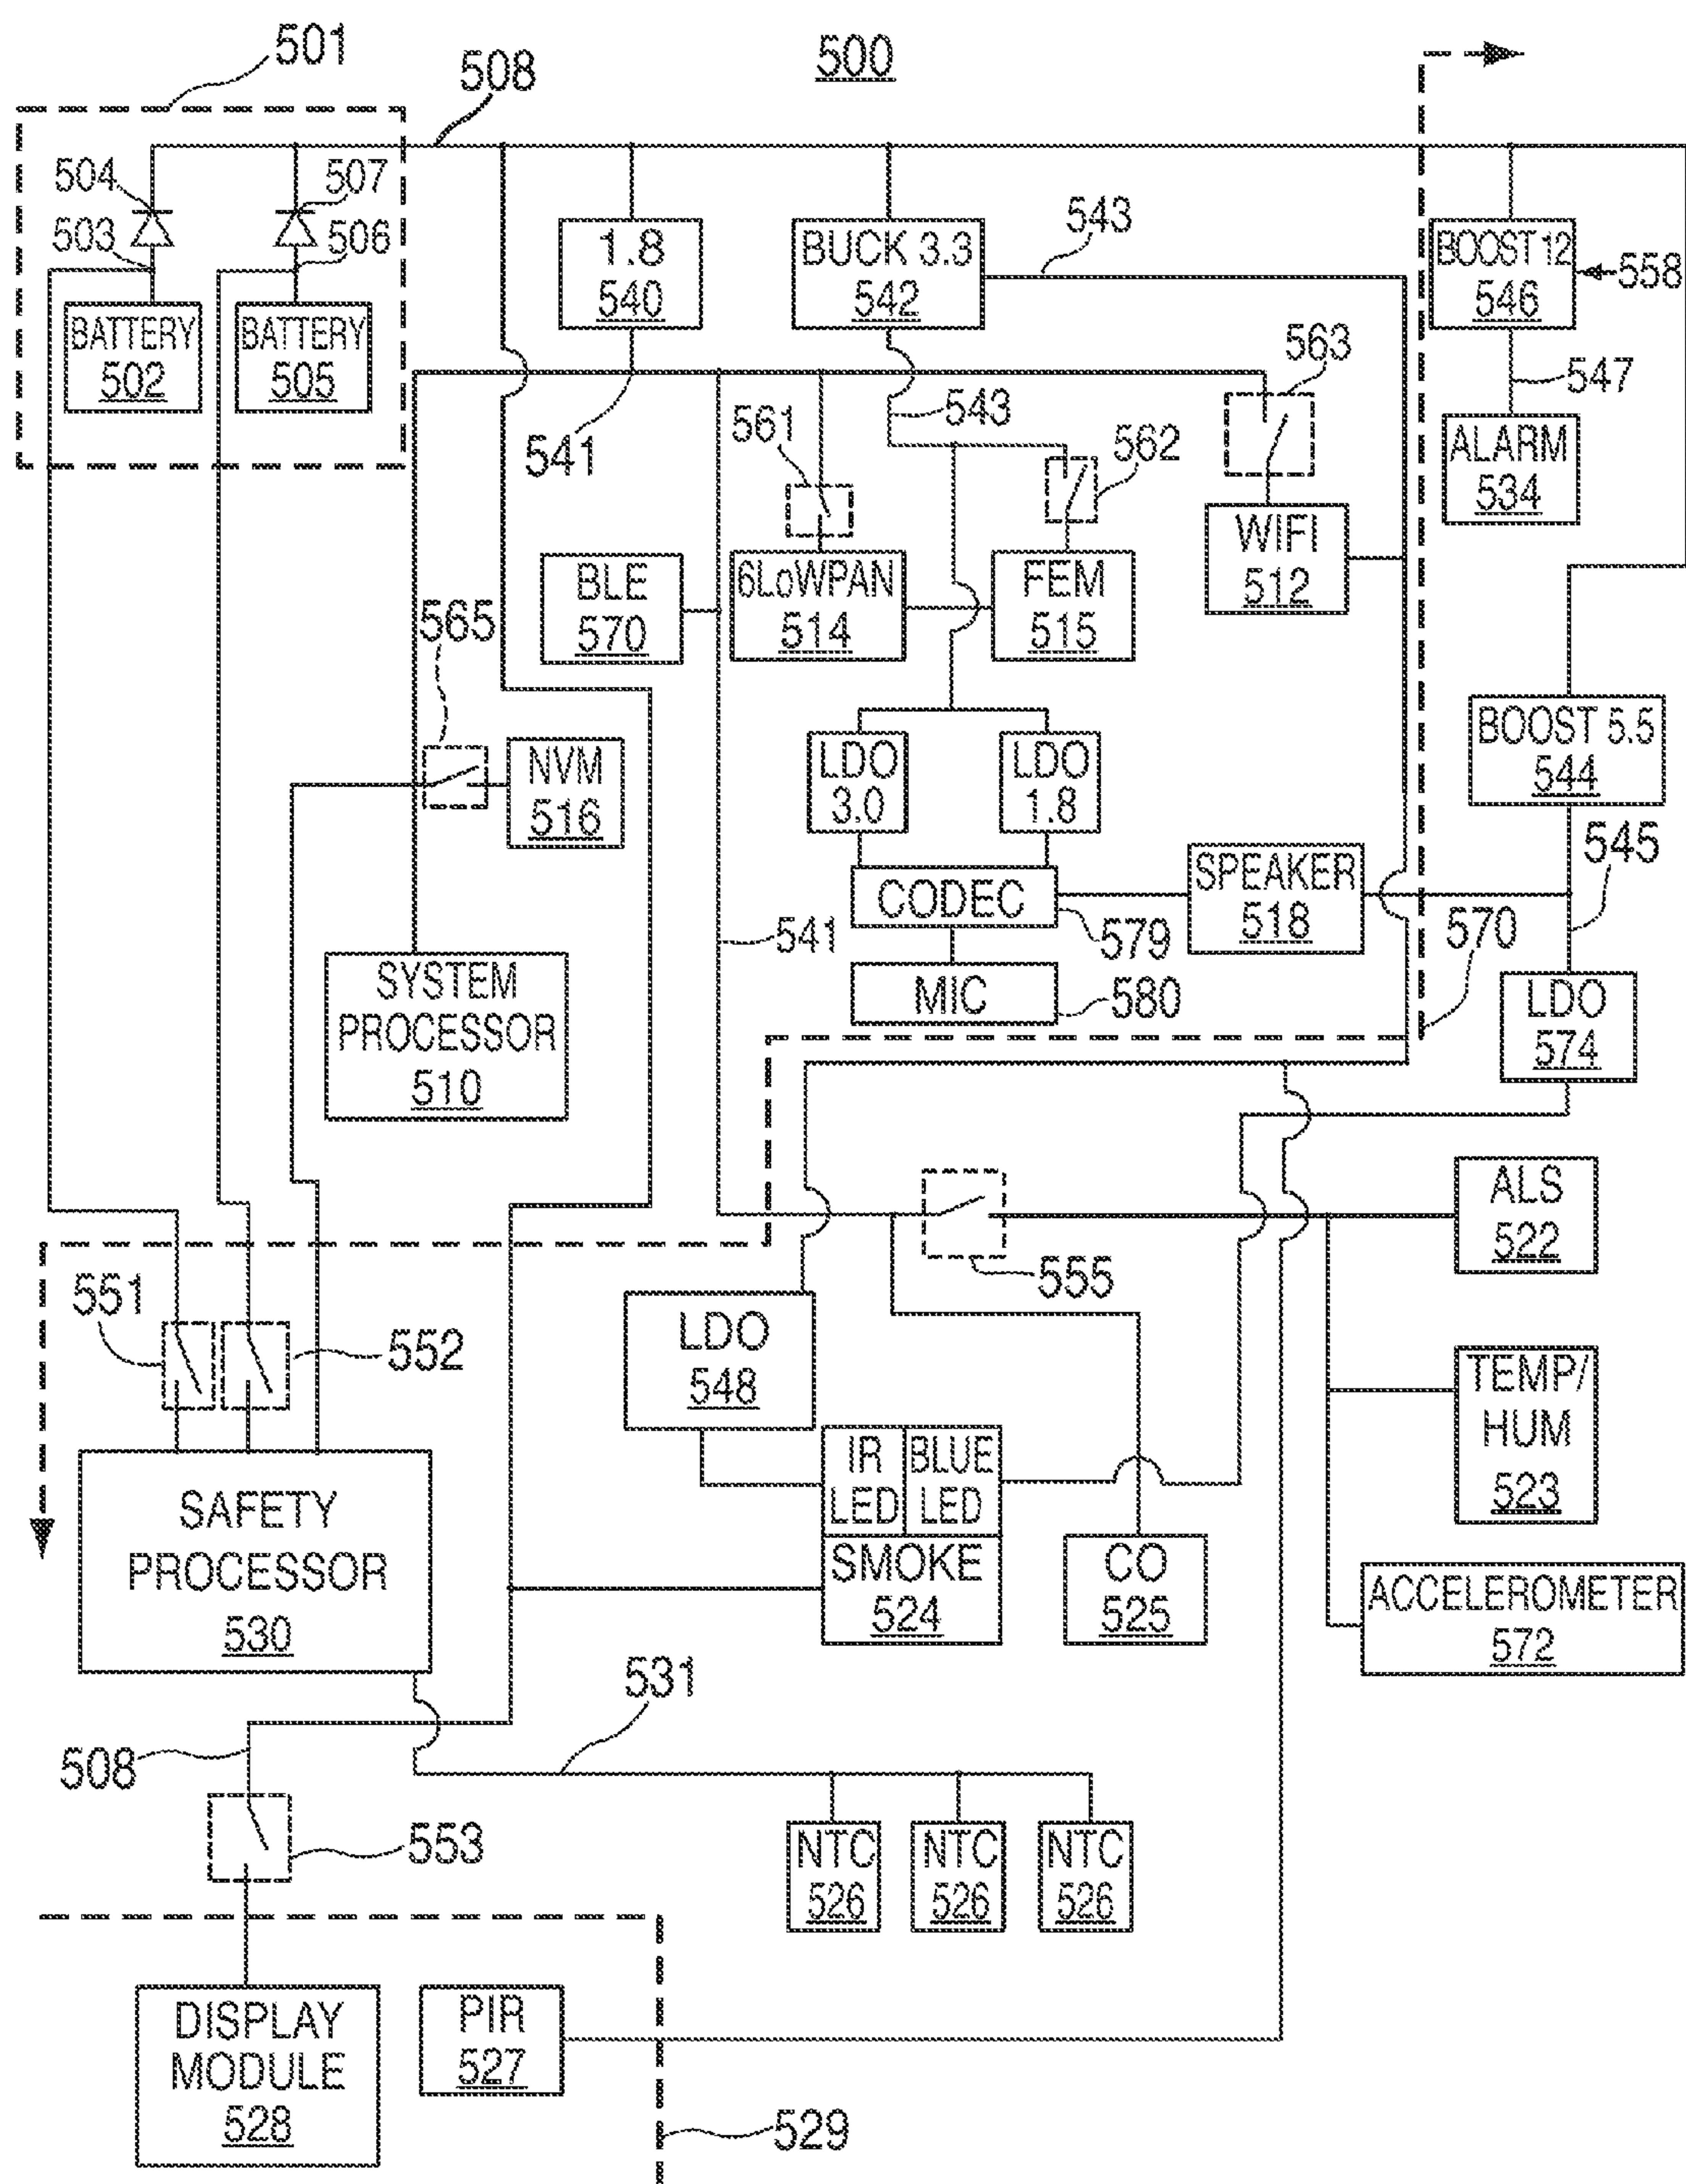 501
508
500
504
507
503
506
BATTERY
502
BATTERY
505
1.8
540
BUCK 3.3
542
543
BOOST 12
546
558
563
547
541
561
543
562
ALARM
534
WIFI
512
BLE
570
6LoWPAN
514
FEM
515
565
NVM
516
LDO
3.0
LDO
1.8
BOOST 5.5
544
545
CODEC
579
SPEAKER
518
541
570
MIC
580
SYSTEM
PROCESSOR
510
LDO
574
ALS
522
555
551
552
LDO
548
TEMP/
HUM
523
IR
LED
BLUE
LED
SMOKE
524
CO
525
SAFETY
PROCESSOR
530
ACCELEROMETER
572
531
508
553
NTC
526
NTC
526
NTC
526
DISPLAY
MODULE
528
PIR
527
529